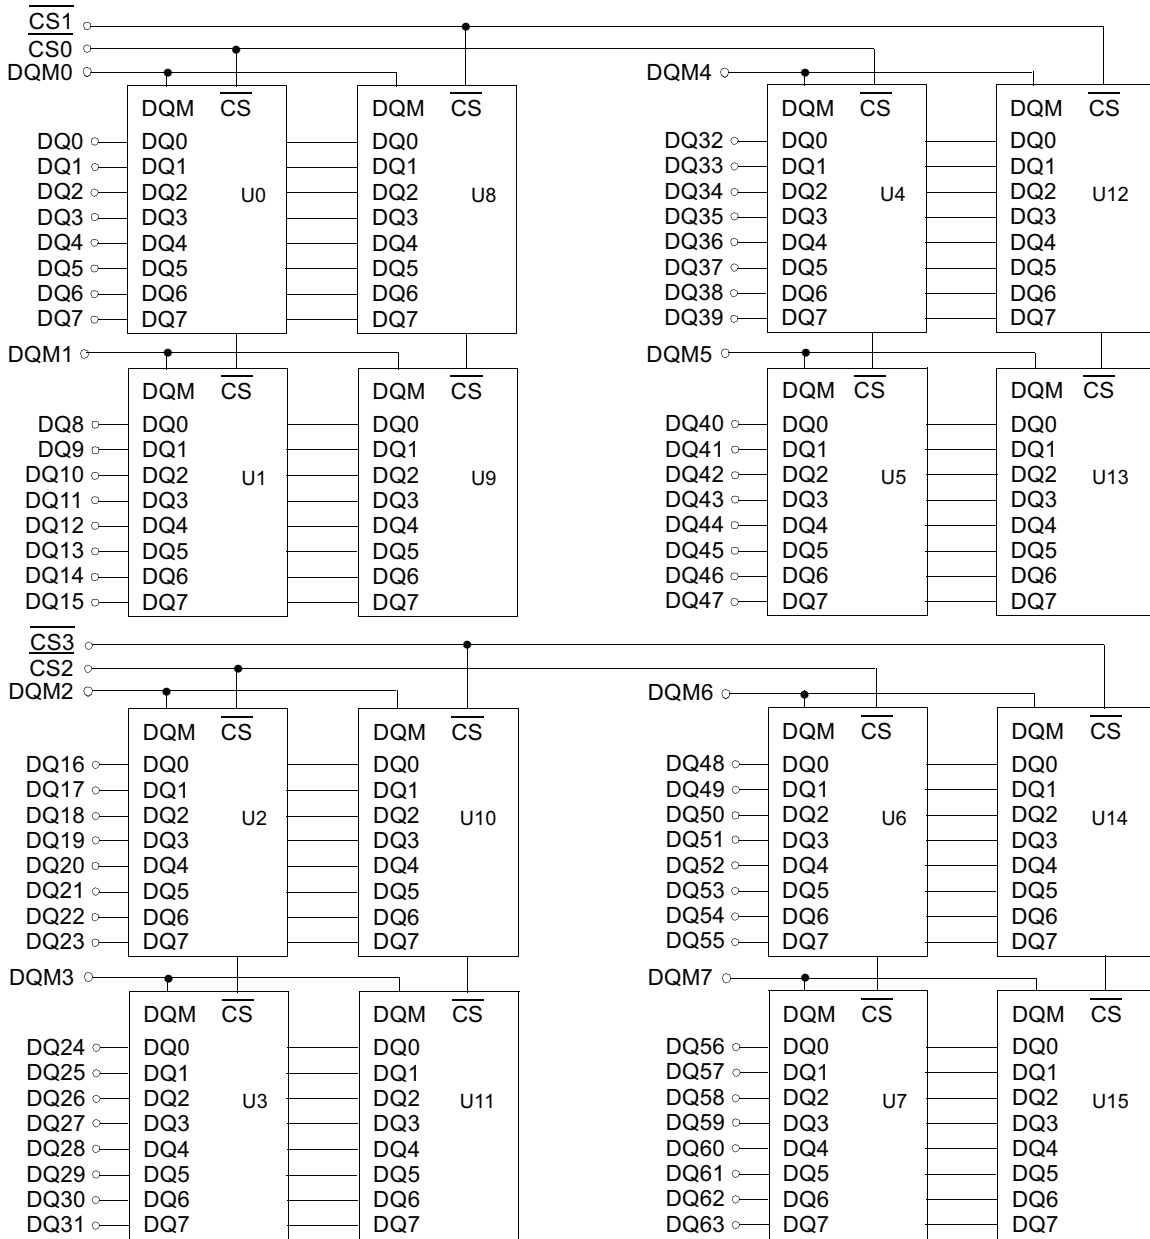 CS1
CS0
DQM0 DQM4
DQM CS DQM CS DQM CS DQM CS
DQ0 DQ0 DQ0 DQ32 DQ0 DQ0
DQ1 DQ1 DQ1 DQ33 DQ1 DQ1
DQ2 DQ2 U0 DQ2 U8 DQ34 DQ2 U4 DQ2 U12
DQ3 DQ3 DQ3 DQ35 DQ3 DQ3
DQ4 DQ4 DQ4 DQ36 DQ4 DQ4
DQ5 DQ5 DQ5 DQ37 DQ5 DQ5
DQ6 DQ6 DQ6 DQ38 DQ6 DQ6
DQ7 DQ7 DQ7 DQ39 DQ7 DQ7
DQM1 DQM5
DQM CS DQM CS DQM CS DQM CS
DQ8 DQ0 DQ0 DQ40 DQ0 DQ0
DQ9 DQ1 DQ1 DQ41 DQ1 DQ1
DQ10 DQ2 U1 DQ2 U9 DQ42 DQ2 U5 DQ2 U13
DQ11 DQ3 DQ3 DQ43 DQ3 DQ3
DQ12 DQ4 DQ4 DQ44 DQ4 DQ4
DQ13 DQ5 DQ5 DQ45 DQ5 DQ5
DQ14 DQ6 DQ6 DQ46 DQ6 DQ6
DQ15 DQ7 DQ7 DQ47 DQ7 DQ7
CS3
CS2
DQM2 DQM6
DQM CS DQM CS DQM CS DQM CS
DQ16 DQ0 DQ0 DQ48 DQ0 DQ0
DQ17 DQ1 DQ1 DQ49 DQ1 DQ1
DQ18 DQ2 U2 DQ2 U10 DQ50 DQ2 U6 DQ2 U14
DQ19 DQ3 DQ3 DQ51 DQ3 DQ3
DQ20 DQ4 DQ4 DQ52 DQ4 DQ4
DQ21 DQ5 DQ5 DQ53 DQ5 DQ5
DQ22 DQ6 DQ6 DQ54 DQ6 DQ6
DQ23 DQ7 DQ7 DQ55 DQ7 DQ7
DQM3 DQM7
DQM CS DQM CS DQM CS DQM CS
DQ24 DQ0 DQ0 DQ56 DQ0 DQ0
DQ25 DQ1 DQ1 DQ57 DQ1 DQ1
DQ26 DQ2 U3 DQ2 U11 DQ58 DQ2 U7 DQ2 U15
DQ27 DQ3 DQ3 DQ59 DQ3 DQ3
DQ28 DQ4 DQ4 DQ60 DQ4 DQ4
DQ29 DQ5 DQ5 DQ61 DQ5 DQ5
DQ30 DQ6 DQ6 DQ62 DQ6 DQ6
DQ31 DQ7 DQ7 DQ63 DQ7 DQ7